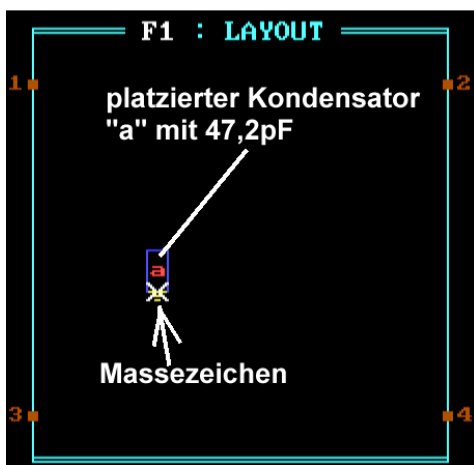 F1 : LAYOUT
1
2
platzierter Kondensator
"a" mit 47,2pF
a
Massezeichen
3
4